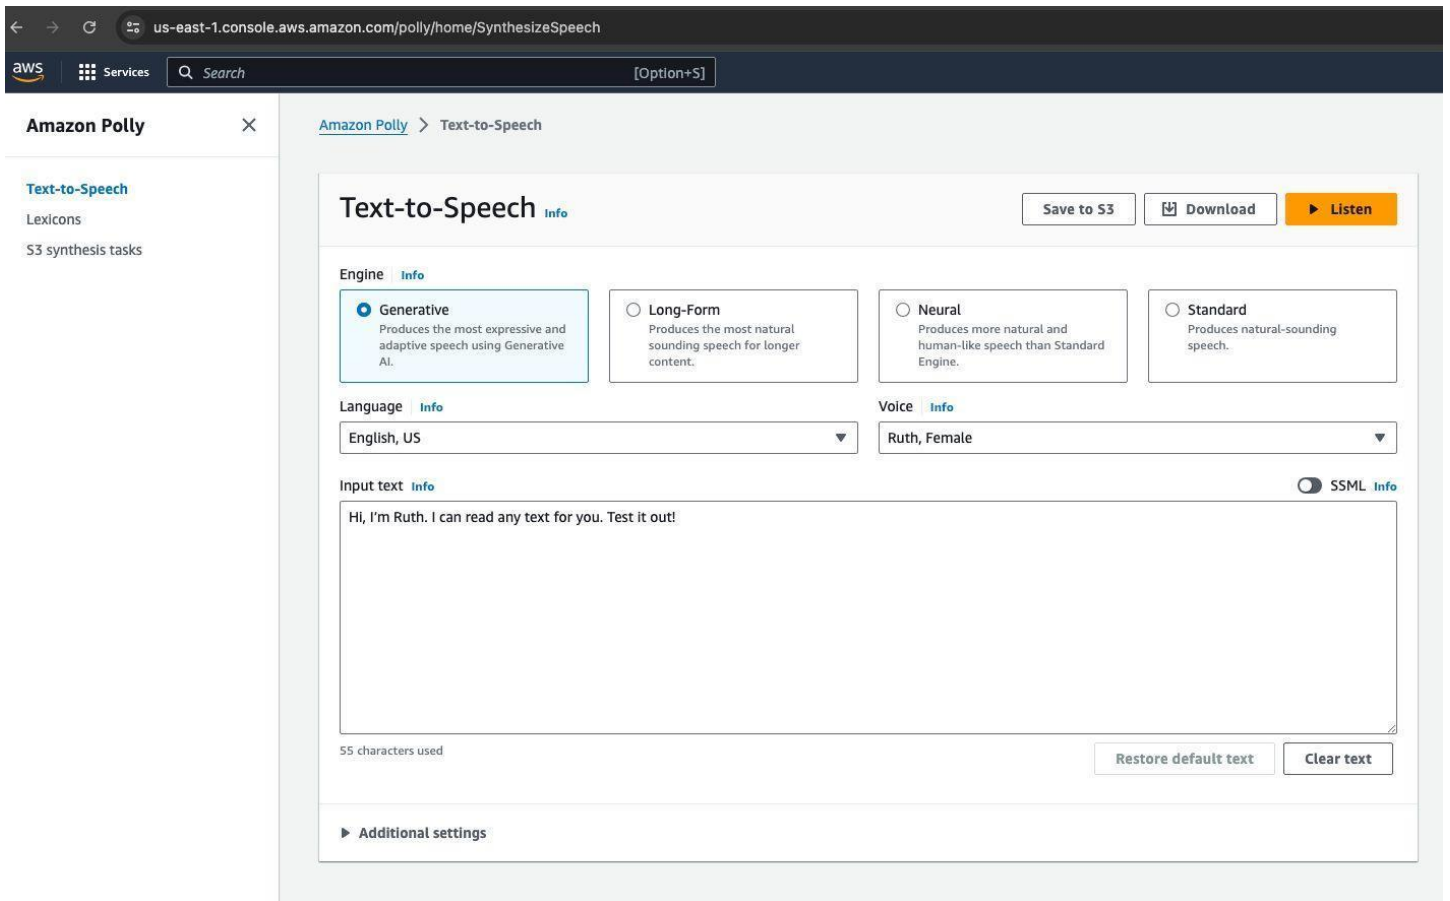 us-east-1.console.aws.amazon.com/polly/home/SynthesizeSpeech
aws Services Search [Option+S]
Amazon Polly
Text-to-Speech
Lexicons
S3 synthesis tasks
Amazon Polly > Text-to-Speech
Text-to-Speech Info Save to S3 Download Listen
Engine Info
Generative
Produces the most expressive and
adaptive speech using Generative
AI.
Long-Form
Produces the most natural
sounding speech for longer
content.
Neural
Produces more natural and
human-like speech than Standard
Engine.
Standard
Produces natural-sounding
speech.
Language Info
English, US
Voice Info
Ruth, Female
Input text Info SSML Info
Hi, I’m Ruth. I can read any text for you. Test it out!
55 characters used
Restore default text Clear text
Additional settings